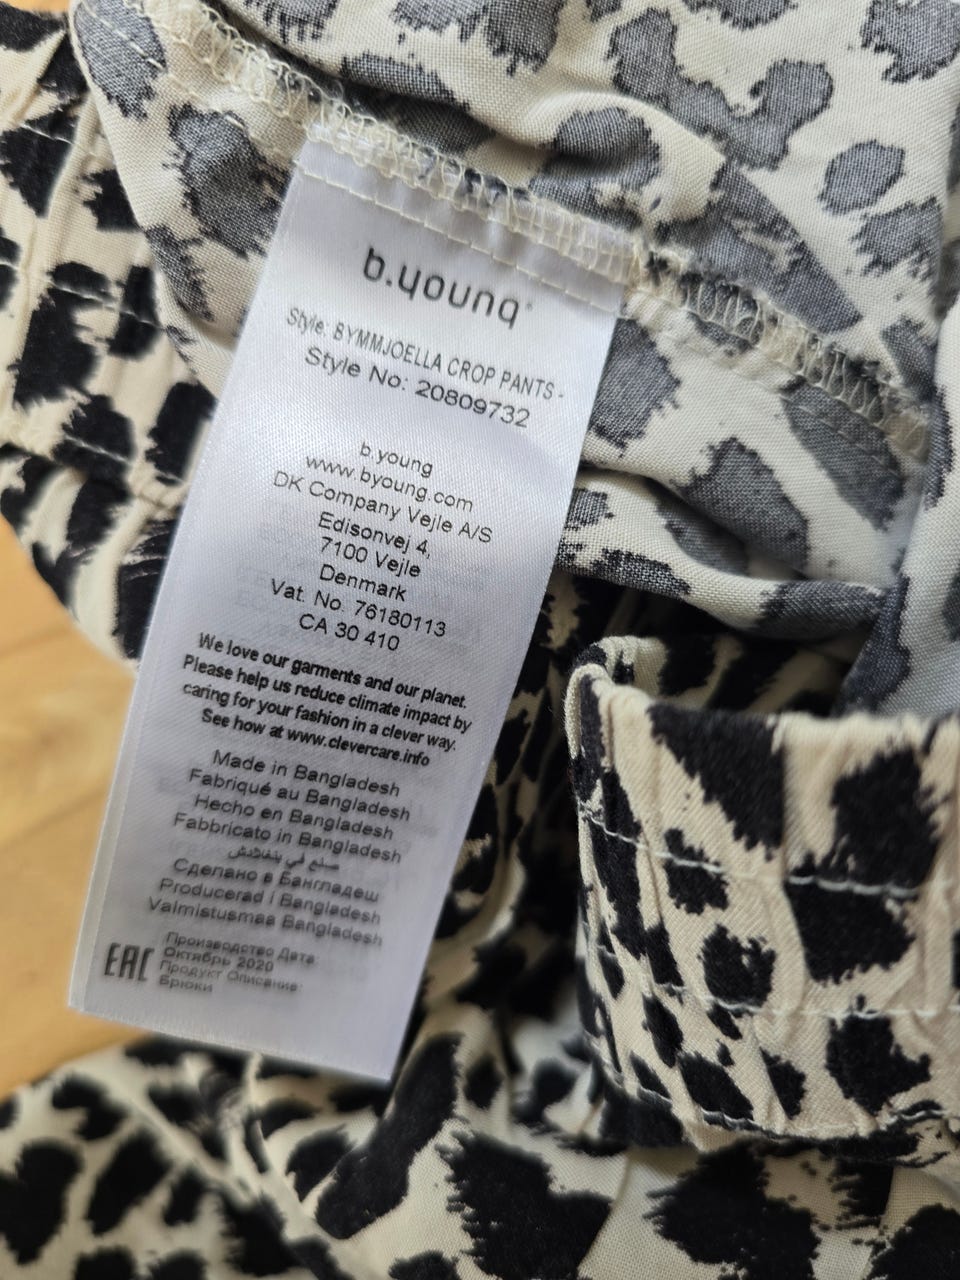 b.young
Style: BYMMJOELLA CROP PANTS -
Style No: 20809732
b.young
www.byoung.com
DK Company Vejle A/S
Edisonvej 4,
7100 Vejle
Denmark
Vat. No. 76180113
CA 30 410
We love our garments and our planet.
Please help us reduce climate impact by
caring for your fashion in a clever way.
See how at www.clevercare.info
Made in Bangladesh
Fabriqué au Bangladesh
Hecho en Bangladesh
Fabbricato in Bangladesh
صنع في بنغلادش
Сделано в Бангладеш
Producerad i Bangladesh
Valmistusmaa Bangladesh
EAC
Производство Дата:
Октябрь 2020
Продукт Описание:
Брюки